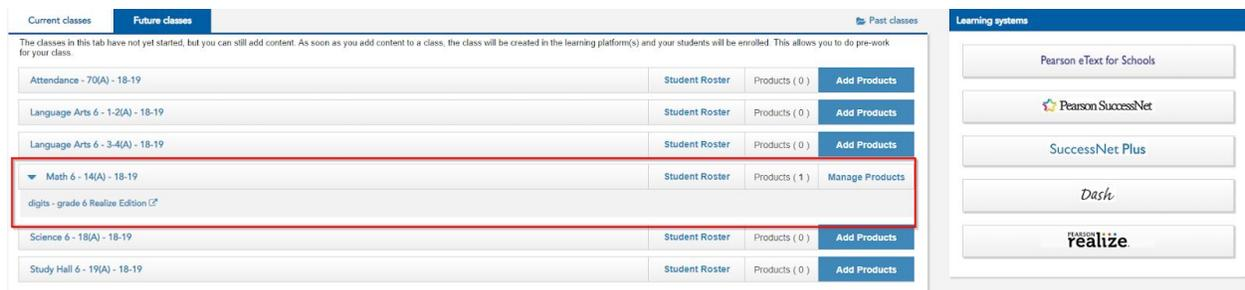 Current classes
Future classes
Past classes
The classes in this tab have not yet started, but you can still add content. As soon as you add content to a class, the class will be created in the learning platform(s) and your students will be enrolled. This allows you to do pre-work
for your class.
Attendance - 70(A) - 18-19 Student Roster Products ( 0 ) Add Products
Language Arts 6 - 1-2(A) - 18-19 Student Roster Products ( 0 ) Add Products
Language Arts 6 - 3-4(A) - 18-19 Student Roster Products ( 0 ) Add Products
Math 6 - 14(A) - 18-19 Student Roster Products ( 1 ) Manage Products
digits - grade 6 Realize Edition
Science 6 - 18(A) - 18-19 Student Roster Products ( 0 ) Add Products
Study Hall 6 - 19(A) - 18-19 Student Roster Products ( 0 ) Add Products
Learning systems
Pearson eText for Schools
Pearson SuccessNet
SuccessNet Plus
Dash
PEARSON
realize